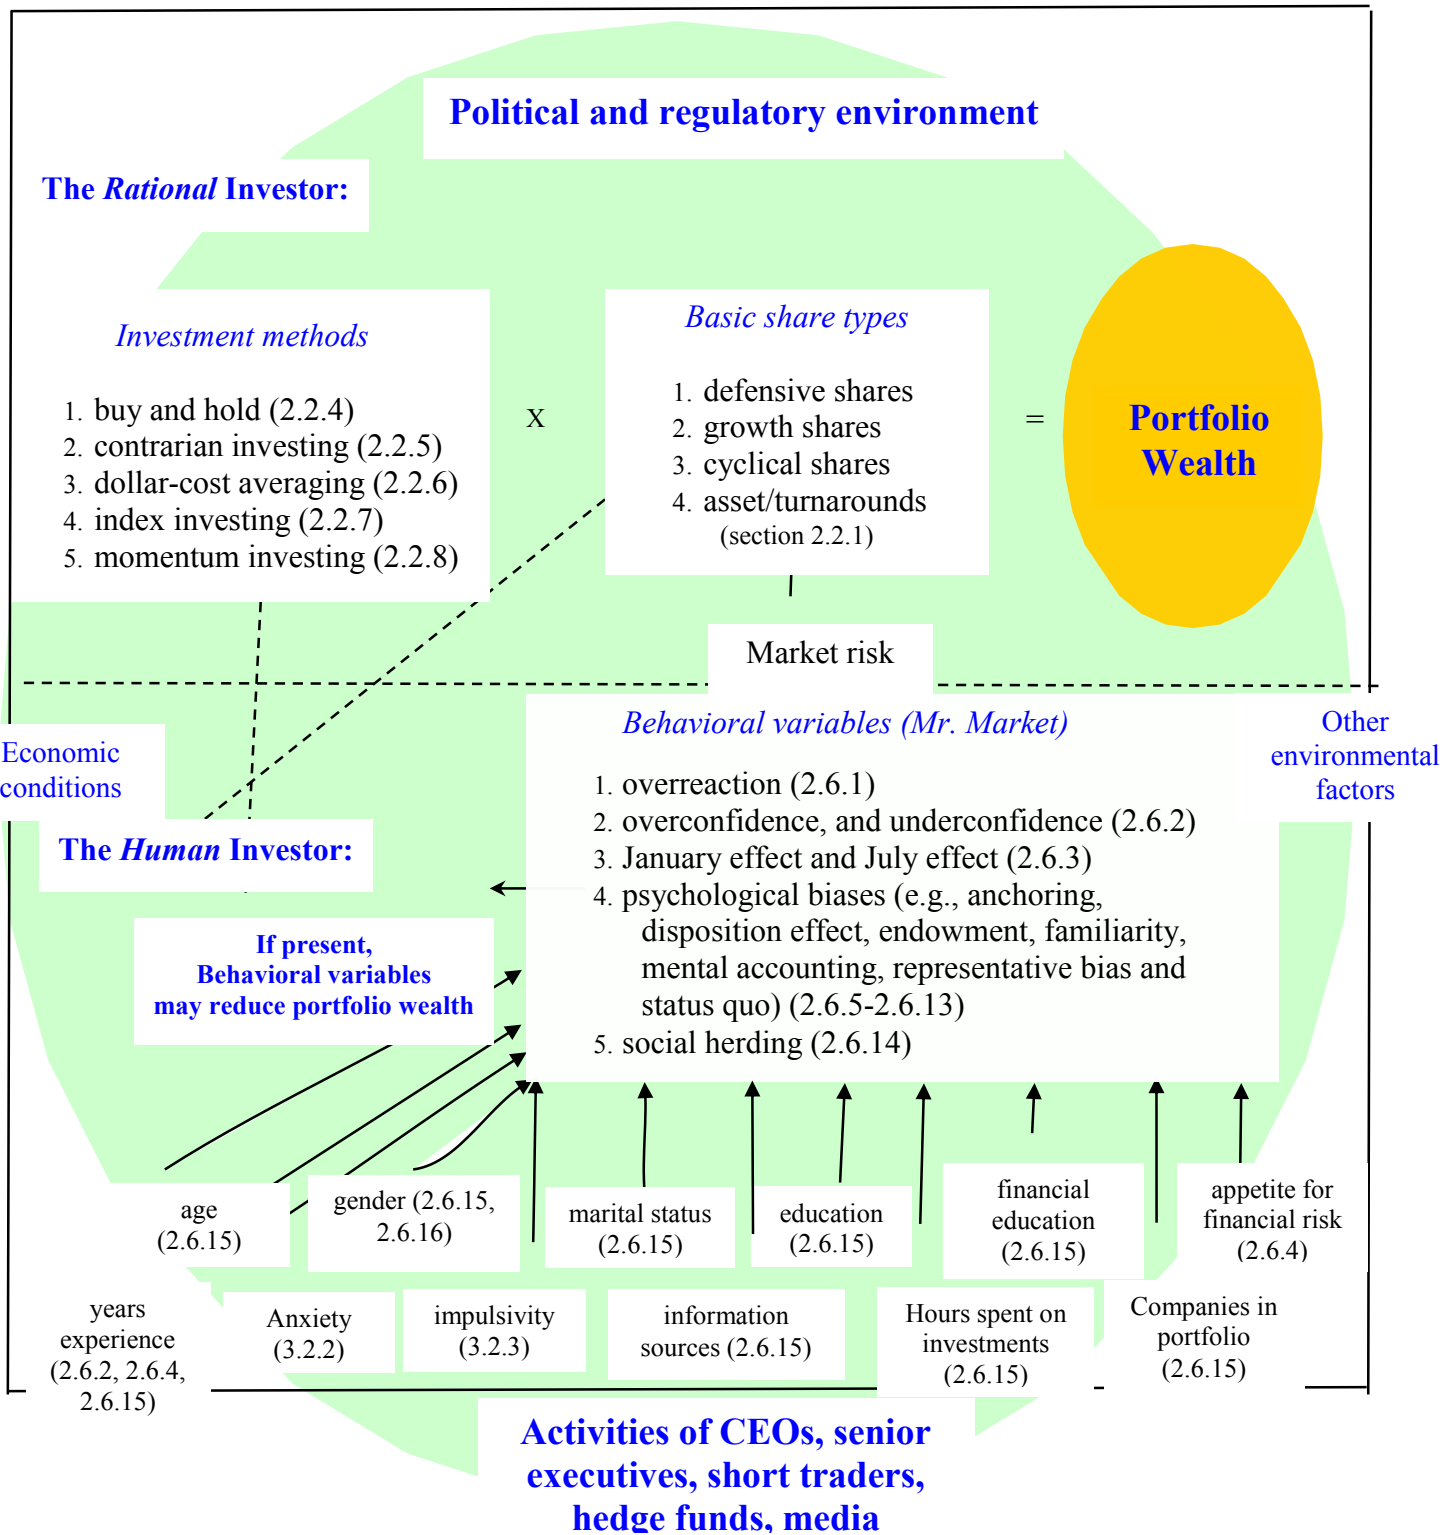 Political and regulatory environment
The Rational Investor:
Investment methods
1. buy and hold (2.2.4)
2. contrarian investing (2.2.5)
3. dollar-cost averaging (2.2.6)
4. index investing (2.2.7)
5. momentum investing (2.2.8)
X
Basic share types
1. defensive shares
2. growth shares
3. cyclical shares
4. asset/turnarounds
(section 2.2.1)
=
Portfolio
Wealth
Market risk
Economic
conditions
Behavioral variables (Mr. Market)
1. overreaction (2.6.1)
2. overconfidence, and underconfidence (2.6.2)
3. January effect and July effect (2.6.3)
4. psychological biases (e.g., anchoring,
disposition effect, endowment, familiarity,
mental accounting, representative bias and
status quo) (2.6.5-2.6.13)
5. social herding (2.6.14)
Other
environmental
factors
The Human Investor:
If present,
Behavioral variables
may reduce portfolio wealth
age
(2.6.15)
gender (2.6.15,
2.6.16)
marital status
(2.6.15)
education
(2.6.15)
financial
education
(2.6.15)
appetite for
financial risk
(2.6.4)
years
experience
(2.6.2, 2.6.4,
2.6.15)
Anxiety
(3.2.2)
impulsivity
(3.2.3)
information
sources (2.6.15)
Hours spent on
investments
(2.6.15)
Companies in
portfolio
(2.6.15)
Activities of CEOs, senior
executives, short traders,
hedge funds, media